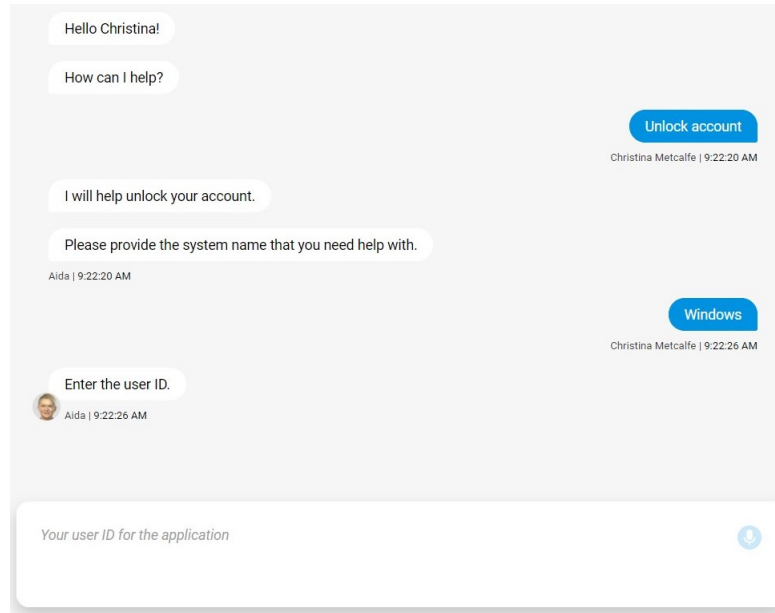 Hello Christina!
How can I help?
Unlock account
Christina Metcalfe | 9:22:20 AM
I will help unlock your account.
Please provide the system name that you need help with.
Aida | 9:22:20 AM
Windows
Christina Metcalfe | 9:22:26 AM
Enter the user ID.
Aida | 9:22:26 AM
Your user ID for the application